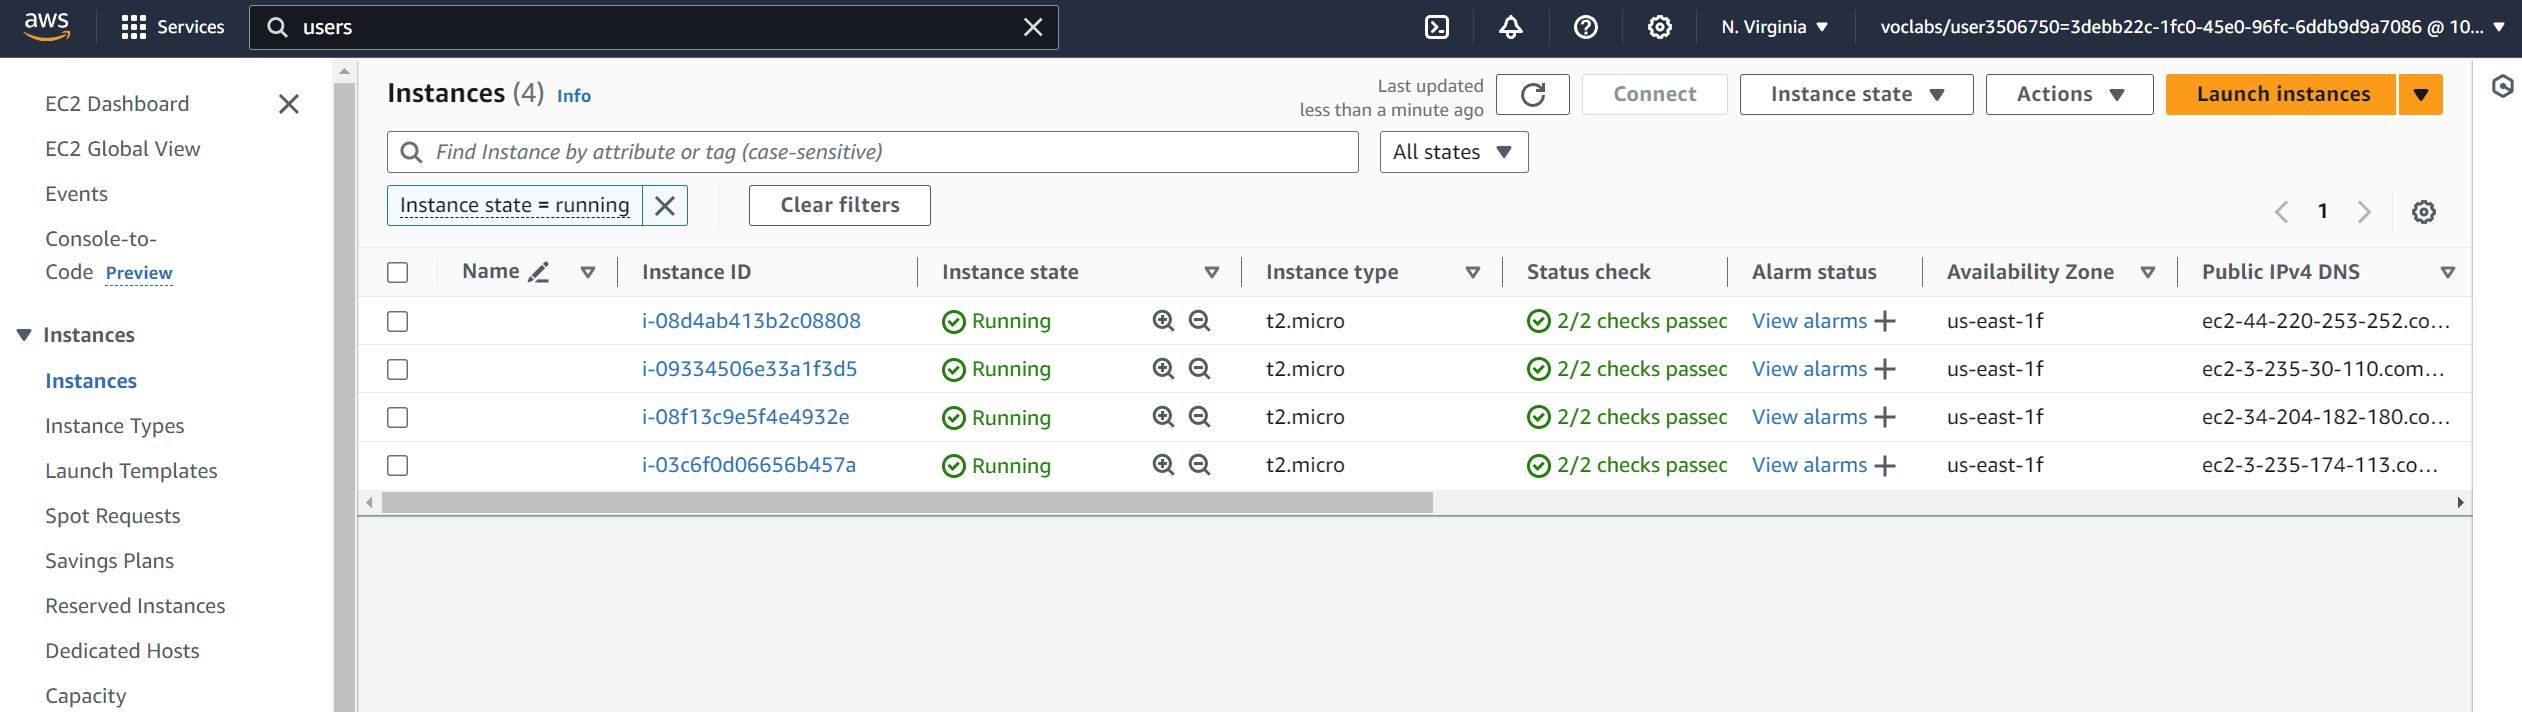 aws
Services
users
N. Virginia
voclabs/user3506750=3debb22c-1fc0-45e0-96fc-6ddb9d9a7086 @ 10...
EC2 Dashboard
EC2 Global View
Events
Console-to-
Code Preview
Instances
Instances
Instance Types
Launch Templates
Spot Requests
Savings Plans
Reserved Instances
Dedicated Hosts
Capacity
Instances (4) Info
Last updated
less than a minute ago
Connect
Instance state
Actions
Launch instances
Find Instance by attribute or tag (case-sensitive)
All states
Instance state = running
Clear filters
1
Name Instance ID Instance state Instance type Status check Alarm status Availability Zone Public IPv4 DNS
i-08d4ab413b2c08808 Running t2.micro 2/2 checks passed View alarms us-east-1f ec2-44-220-253-252.co...
i-09334506e33a1f3d5 Running t2.micro 2/2 checks passed View alarms us-east-1f ec2-3-235-30-110.com...
i-08f13c9e5f4e4932e Running t2.micro 2/2 checks passed View alarms us-east-1f ec2-34-204-182-180.co...
i-03c6f0d06656b457a Running t2.micro 2/2 checks passed View alarms us-east-1f ec2-3-235-174-113.co...